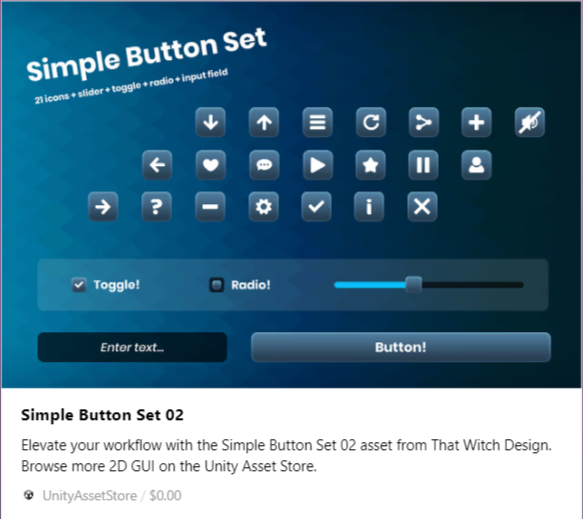 Simple Button Set
21 icons + slider + toggle + radio + input field
Toggle!
Radio!
Enter text...
Button!
Simple Button Set 02
Elevate your workflow with the Simple Button Set 02 asset from That Witch Design.
Browse more 2D GUI on the Unity Asset Store.
UnityAssetStore / $0.00